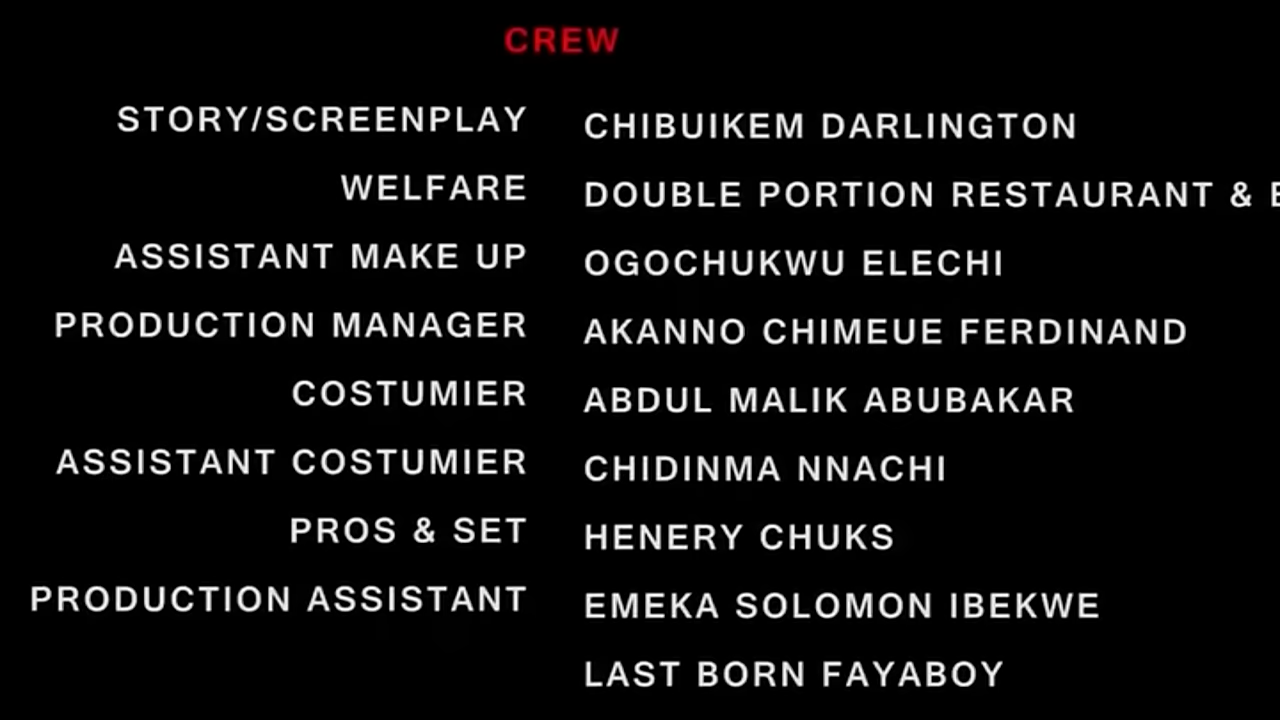 CREW
STORY/SCREENPLAY CHIBUIKEM DARLINGTON
WELFARE DOUBLE PORTION RESTAURANT &
ASSISTANT MAKE UP OGOCHUKWU ELECHI
PRODUCTION MANAGER AKANNO CHIMEUE FERDINAND
COSTUMIER ABDUL MALIK ABUBAKAR
ASSISTANT COSTUMIER CHIDINMA NNACHI
PROS & SET HENERY CHUKS
PRODUCTION ASSISTANT EMEKA SOLOMON IBEKWE
LAST BORN FAYABOY